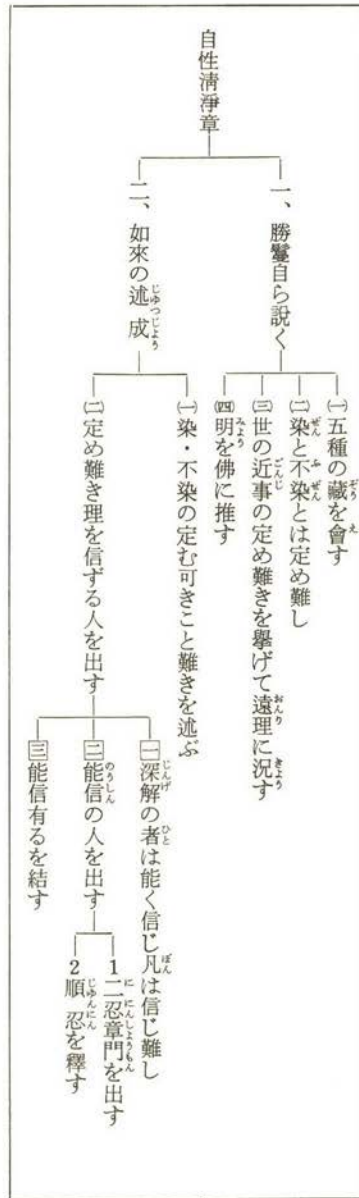 自性清淨章
一、勝鬘自ら說く
㈠五種の藏を會す
㈡染と不染とは定め難し
㈢世の近事の定め難きを擧げて遠理に況す
㈣明を佛に推す
二、如來の述成
㈠染・不染の定む可きこと難きを述ぶ
㈡定め難き理を信ずる人を出す
一深解の者は能く信じ凡は信じ難し
二能信の人を出す
1二忍章門を出す
2順忍を釋す
三能信有るを結す